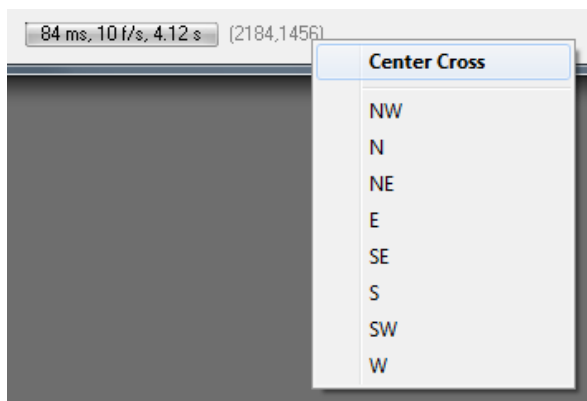 84 ms, 10 f/s, 4.12 s (2184,1456)
Center Cross
NW
N
NE
E
SE
S
SW
W